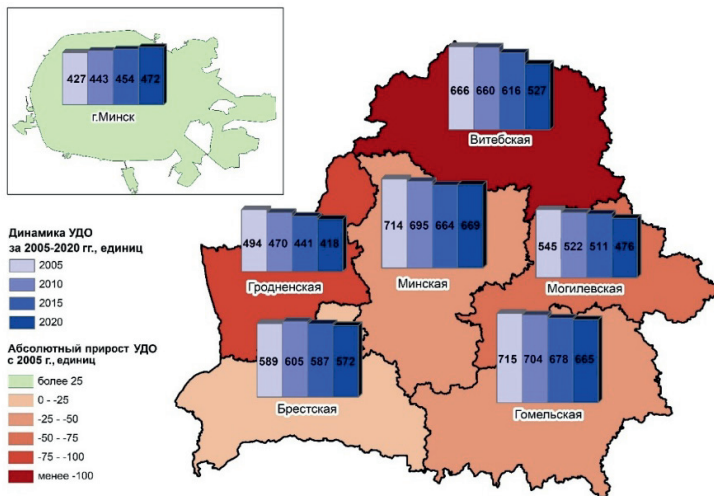 427 443 454 472
г.Минск
666 660 616 527
Витебская
714 695 664 669
Минская
494 470 441 418
Гродненская
545 522 511 476
Могилевская
589 605 587 572
Брестская
715 704 678 665
Гомельская
Динамика УДО
за 2005-2020 гг., единиц
2005
2010
2015
2020
Абсолютный прирост УДО
с 2005 г., единиц
более 25
0 - -25
-25 - -50
-50 - -75
-75 - -100
менее -100